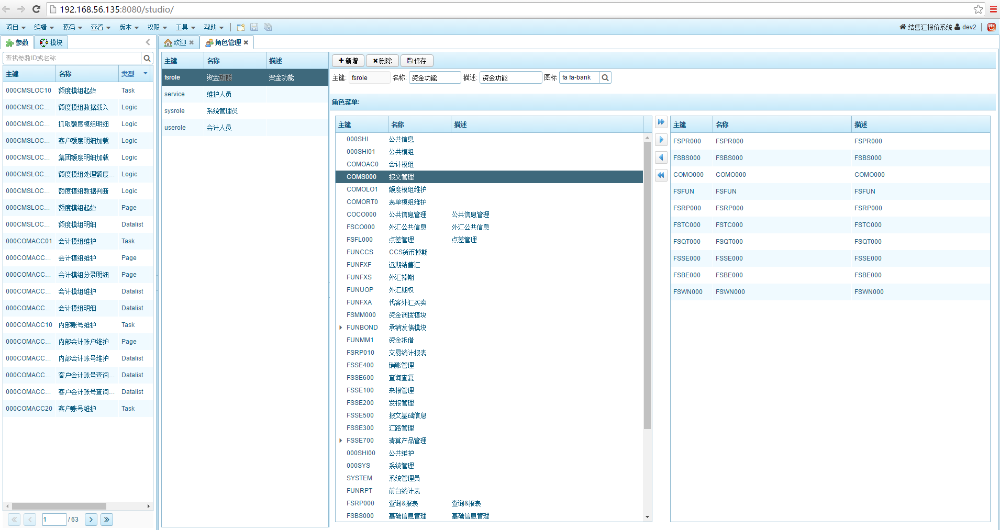 192.168.56.135:8080/studio/
项目 编辑 源码 查看 版本 权限 工具 帮助 结售汇报价系统 dev2
参数 模块 欢迎 角色管理
查找参数ID或名称
主键 名称 类型
000CMSLOC10 额度模组起始 Task
000CMSLOC... 额度模组数据载入 Logic
000CMSLOC... 抓取额度模组明细 Logic
000CMSLOC... 客户额度明细加载 Logic
000CMSLOC... 集团额度明细加载 Logic
000CMSLOC... 额度模组处理额度... Logic
000CMSLOC... 额度模组数据判断 Logic
000CMSLOC... 额度模组起始 Page
000CMSLOC... 额度模组明细 Datalist
000COMACC01 会计模组维护 Task
000COMACC... 会计模组维护 Page
000COMACC... 会计模组分录明细 Page
000COMACC... 会计模组维护 Datalist
000COMACC... 会计模组明细 Datalist
000COMACC10 内部账号维护 Task
000COMACC... 内部会计账户维护 Page
000COMACC... 内部会计账号维护 Datalist
000COMACC... 客户会计账号查询... Datalist
000COMACC... 客户会计账号查询... Datalist
000COMACC20 客户账号维护 Task
1 / 63
主键 名称 描述
fsrole 资金功能 资金功能
service 维护人员
sysrole 系统管理员
userole 会计人员
新增 删除 保存
主键: fsrole 名称: 资金功能 描述: 资金功能 图标 fa fa-bank
角色菜单:
主键 名称 描述
000SHI 公共信息
000SHI01 公共模组
COMOAC0 会计模组
COMS000 报文管理
COMOLO1 额度模组维护
COMORT0 表单模组维护
COCO000 公共信息管理 公共信息管理
FSCO000 外汇公共信息 外汇公共信息
FSFL000 点差管理 点差管理
FUNCCS CCS货币掉期
FUNFXF 远期结售汇
FUNFXS 外汇掉期
FUNUOP 外汇期权
FUNFXA 代客外汇买卖
FSMM000 资金调拨模块
FUNBOND 承销发债模块
FUNMM1 资金拆借
FSRP010 交易统计报表
FSSE400 销账管理
FSSE600 查询查复
FSSE100 来报管理
FSSE200 发报管理
FSSE500 报文基础信息
FSSE300 汇路管理
FSSE700 清算产品管理
000SHI00 公共维护
000SYS 系统管理
SYSTEM 系统管理员
FUNRPT 前台统计表
FSRP000 查询&报表 查询&报表
FSBS000 基础信息管理 基础信息管理
主键 名称 描述
FSPR000 FSPR000 FSPR000
FSBS000 FSBS000 FSBS000
COMO000 COMO000 COMO000
FSFUN FSFUN FSFUN
FSRP000 FSRP000 FSRP000
FSTC000 FSTC000 FSTC000
FSQT000 FSQT000 FSQT000
FSSE000 FSSE000 FSSE000
FSBE000 FSBE000 FSBE000
FSWN000 FSWN000 FSWN000